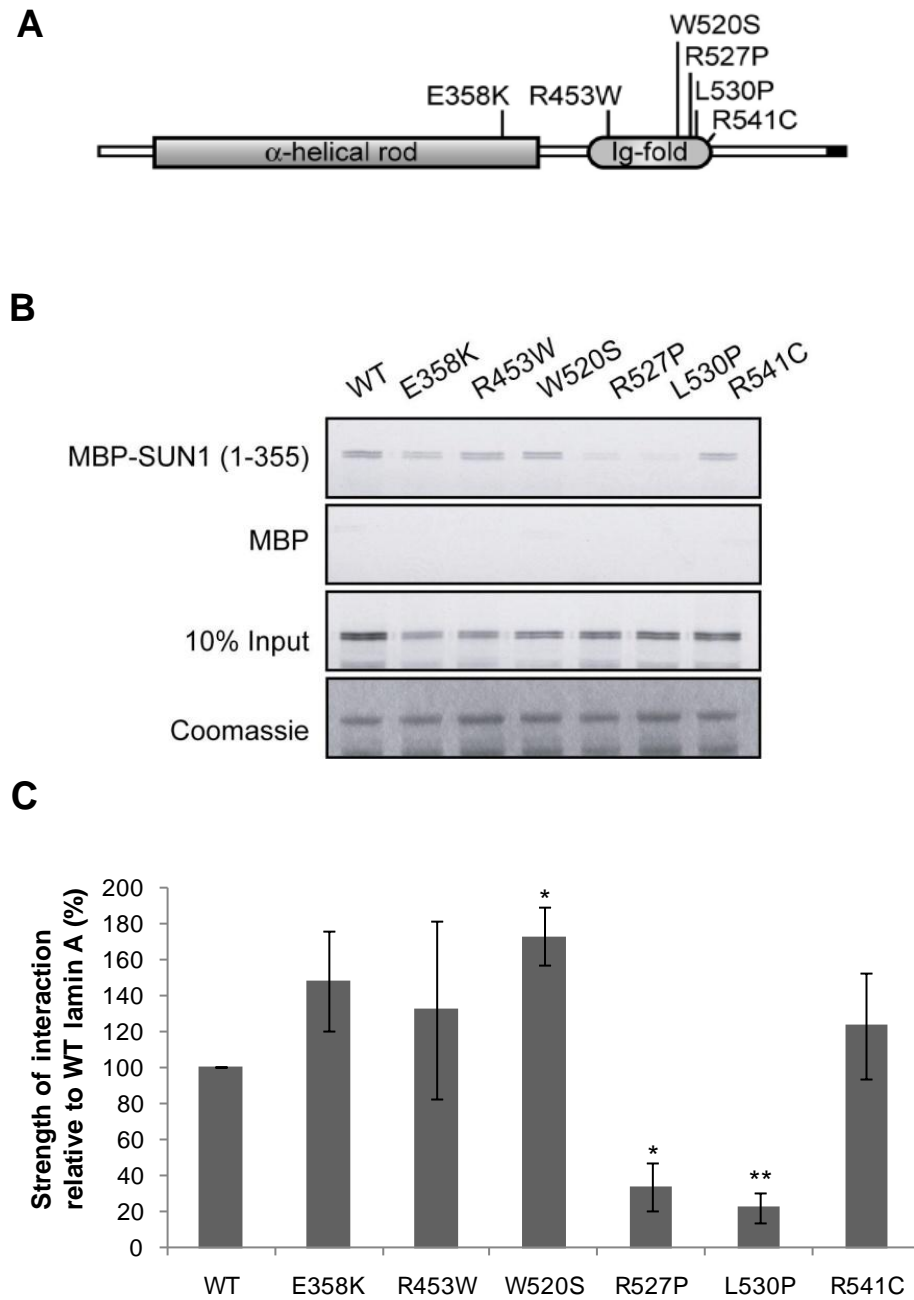 A
W520S
R527P
E358K R453W L530P
R541C
α-helical rod Ig-fold
B
WT E358K R453W W520S R527P L530P R541C
MBP-SUN1 (1-355)
MBP
10% Input
Coomassie
C
Strength of interaction
relative to WT lamin A (%)
200
180
160
140
120
100
80
60
40
20
0
* * **
WT E358K R453W W520S R527P L530P R541C